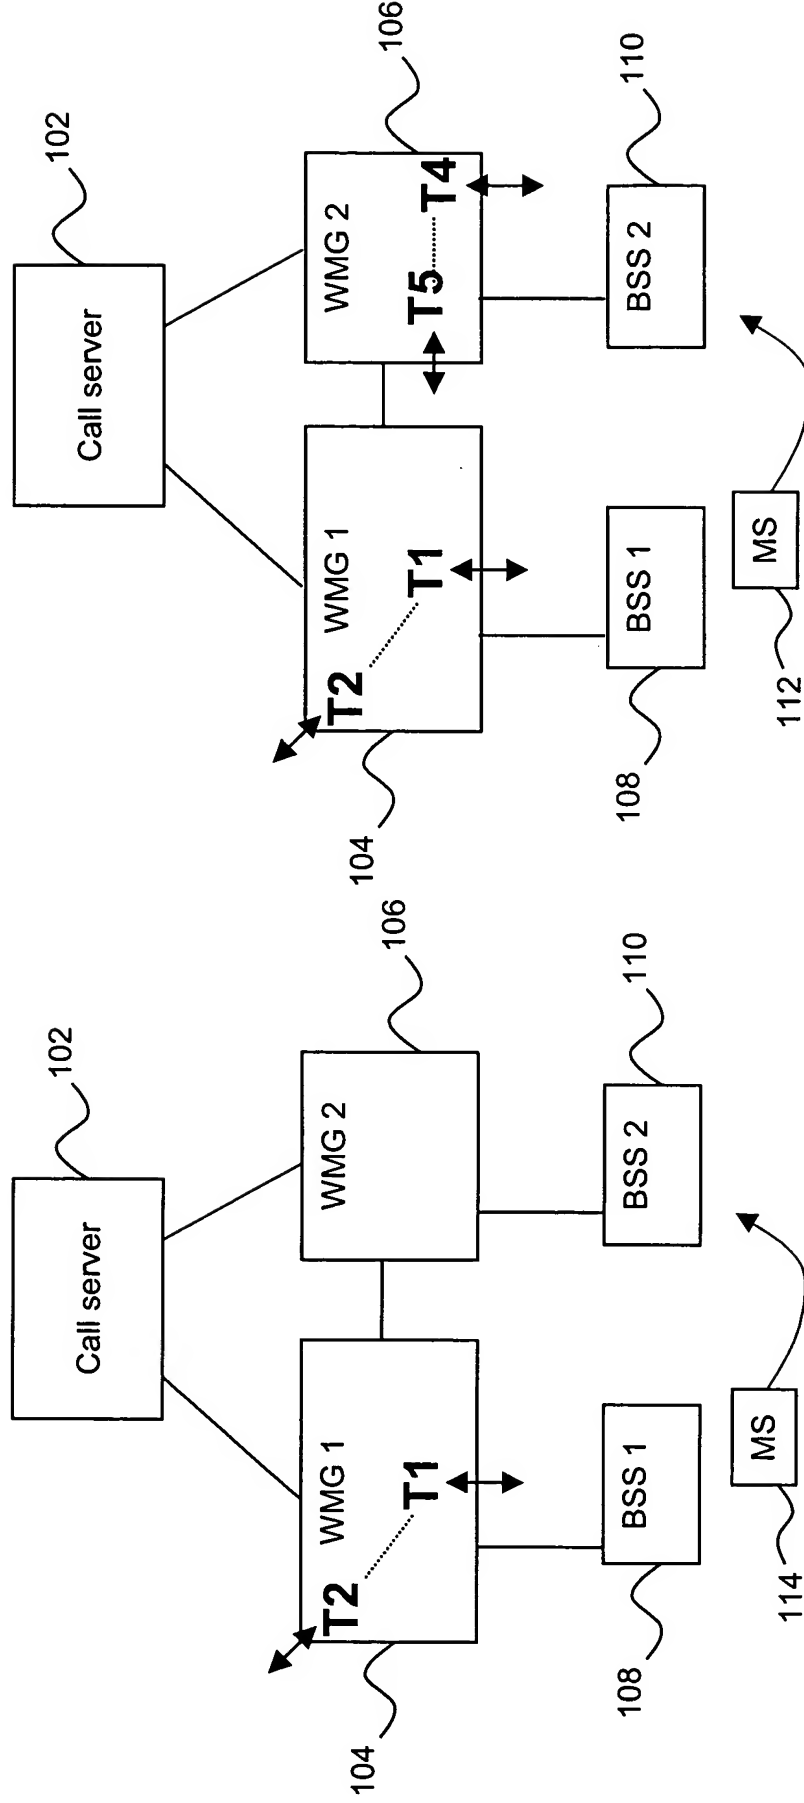 102
Call server
106
WMG 1
WMG 2
T2
T1
104
BSS 1
BSS 2
110
108
MS
114
102
Call server
106
WMG 1
WMG 2
T2
T1
T5
T4
104
BSS 1
BSS 2
110
108
MS
112